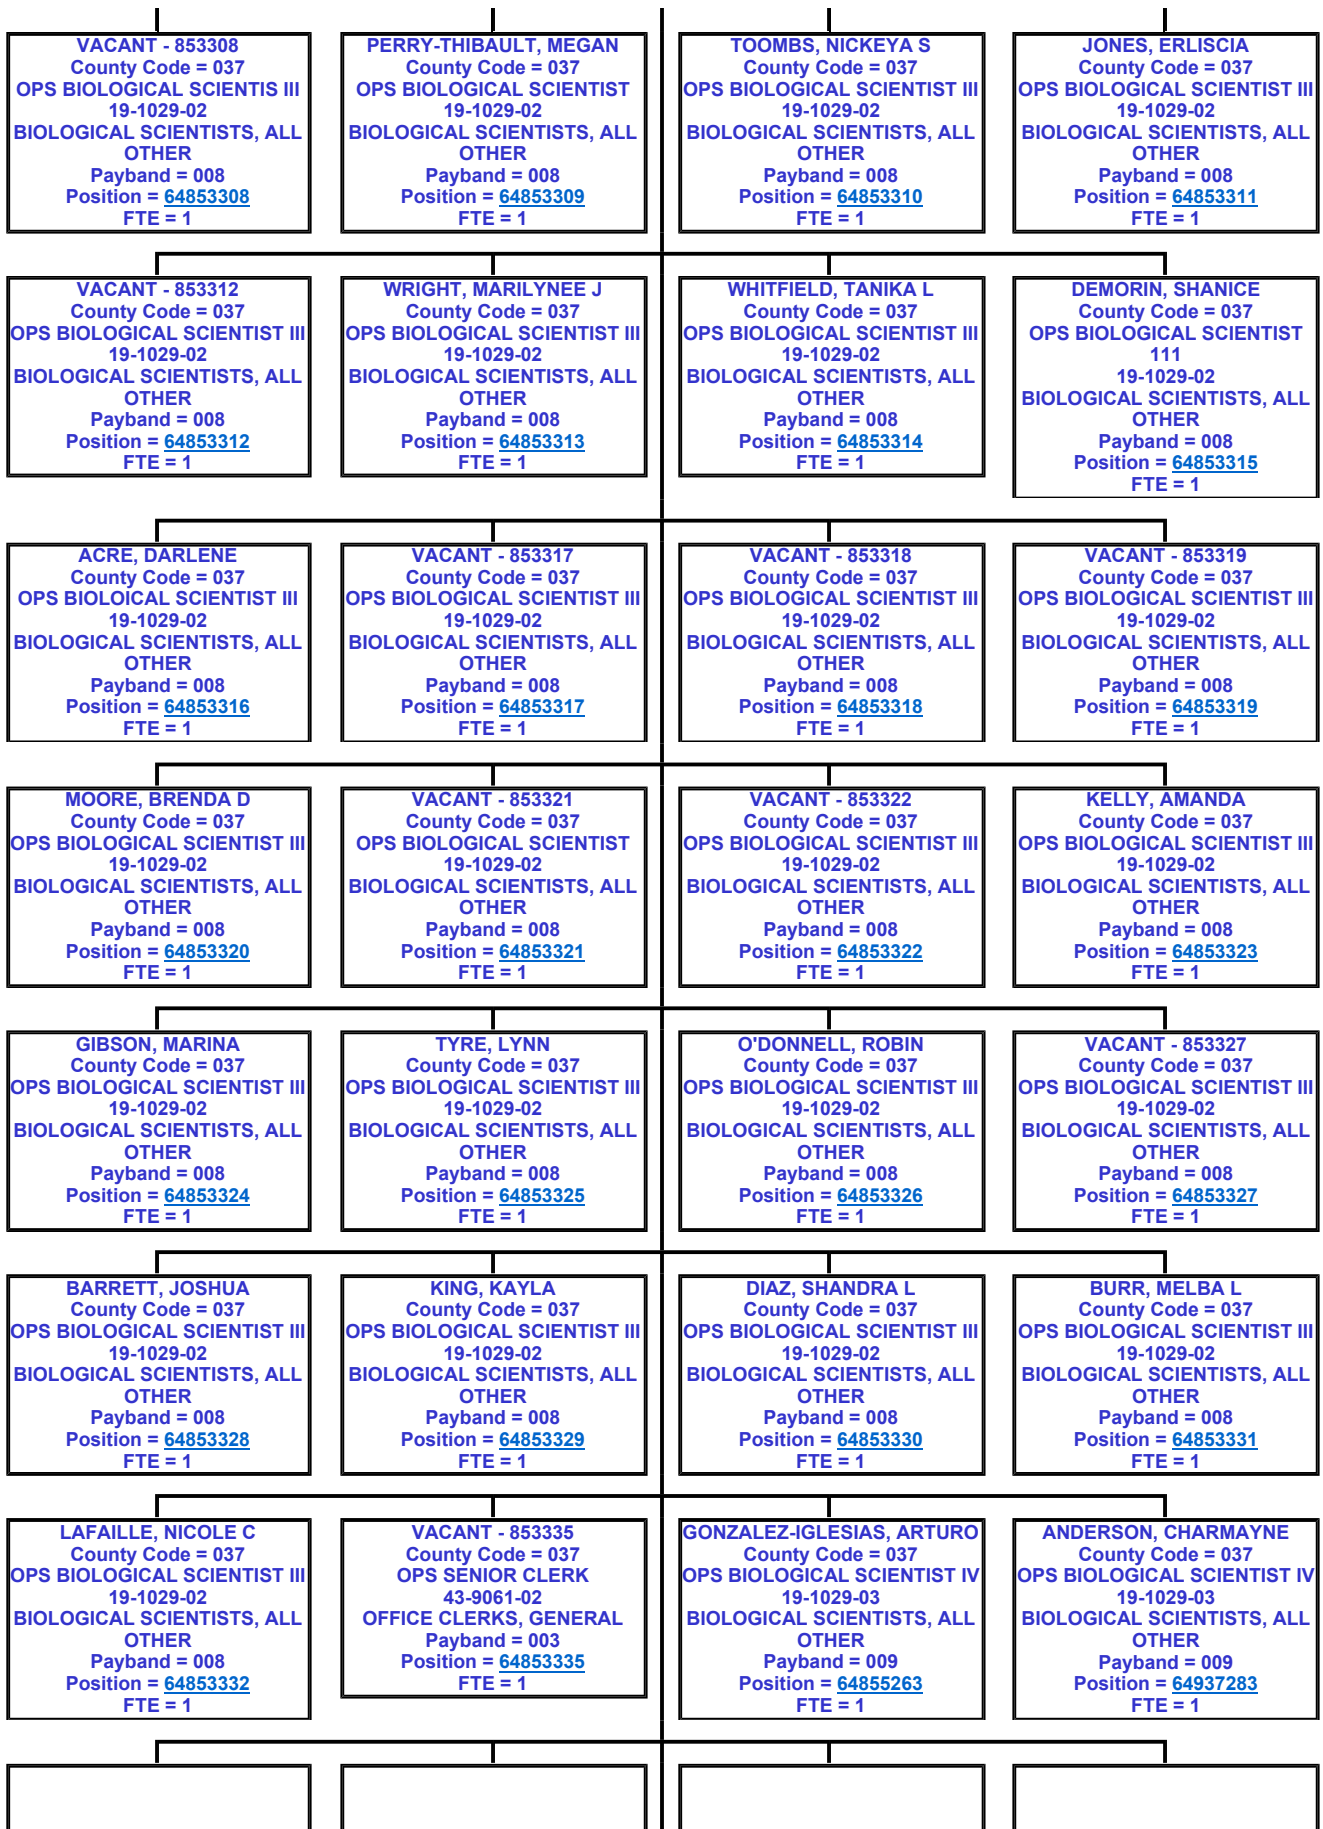 VACANT - 853308
County Code = 037
OPS BIOLOGICAL SCIENTIS III
19-1029-02
BIOLOGICAL SCIENTISTS, ALL
OTHER
Payband = 008
Position = 64853308
FTE = 1
PERRY-THIBAULT, MEGAN
County Code = 037
OPS BIOLOGICAL SCIENTIST
19-1029-02
BIOLOGICAL SCIENTISTS, ALL
OTHER
Payband = 008
Position = 64853309
FTE = 1
TOOMBS, NICKEYA S
County Code = 037
OPS BIOLOGICAL SCIENTIST III
19-1029-02
BIOLOGICAL SCIENTISTS, ALL
OTHER
Payband = 008
Position = 64853310
FTE = 1
JONES, ERLISCIA
County Code = 037
OPS BIOLOGICAL SCIENTIST III
19-1029-02
BIOLOGICAL SCIENTISTS, ALL
OTHER
Payband = 008
Position = 64853311
FTE = 1
VACANT - 853312
County Code = 037
OPS BIOLOGICAL SCIENTIST III
19-1029-02
BIOLOGICAL SCIENTISTS, ALL
OTHER
Payband = 008
Position = 64853312
FTE = 1
WRIGHT, MARILYNEE J
County Code = 037
OPS BIOLOGICAL SCIENTIST III
19-1029-02
BIOLOGICAL SCIENTISTS, ALL
OTHER
Payband = 008
Position = 64853313
FTE = 1
WHITFIELD, TANIKA L
County Code = 037
OPS BIOLOGICAL SCIENTIST III
19-1029-02
BIOLOGICAL SCIENTISTS, ALL
OTHER
Payband = 008
Position = 64853314
FTE = 1
DEMORIN, SHANICE
County Code = 037
OPS BIOLOGICAL SCIENTIST
111
19-1029-02
BIOLOGICAL SCIENTISTS, ALL
OTHER
Payband = 008
Position = 64853315
FTE = 1
ACRE, DARLENE
County Code = 037
OPS BIOLOICAL SCIENTIST III
19-1029-02
BIOLOGICAL SCIENTISTS, ALL
OTHER
Payband = 008
Position = 64853316
FTE = 1
VACANT - 853317
County Code = 037
OPS BIOLOGICAL SCIENTIST III
19-1029-02
BIOLOGICAL SCIENTISTS, ALL
OTHER
Payband = 008
Position = 64853317
FTE = 1
VACANT - 853318
County Code = 037
OPS BIOLOGICAL SCIENTIST III
19-1029-02
BIOLOGICAL SCIENTISTS, ALL
OTHER
Payband = 008
Position = 64853318
FTE = 1
VACANT - 853319
County Code = 037
OPS BIOLOGICAL SCIENTIST III
19-1029-02
BIOLOGICAL SCIENTISTS, ALL
OTHER
Payband = 008
Position = 64853319
FTE = 1
MOORE, BRENDA D
County Code = 037
OPS BIOLOGICAL SCIENTIST III
19-1029-02
BIOLOGICAL SCIENTISTS, ALL
OTHER
Payband = 008
Position = 64853320
FTE = 1
VACANT - 853321
County Code = 037
OPS BIOLOGICAL SCIENTIST
19-1029-02
BIOLOGICAL SCIENTISTS, ALL
OTHER
Payband = 008
Position = 64853321
FTE = 1
VACANT - 853322
County Code = 037
OPS BIOLOGICAL SCIENTIST III
19-1029-02
BIOLOGICAL SCIENTISTS, ALL
OTHER
Payband = 008
Position = 64853322
FTE = 1
KELLY, AMANDA
County Code = 037
OPS BIOLOGICAL SCIENTIST III
19-1029-02
BIOLOGICAL SCIENTISTS, ALL
OTHER
Payband = 008
Position = 64853323
FTE = 1
GIBSON, MARINA
County Code = 037
OPS BIOLOGICAL SCIENTIST III
19-1029-02
BIOLOGICAL SCIENTISTS, ALL
OTHER
Payband = 008
Position = 64853324
FTE = 1
TYRE, LYNN
County Code = 037
OPS BIOLOGICAL SCIENTIST III
19-1029-02
BIOLOGICAL SCIENTISTS, ALL
OTHER
Payband = 008
Position = 64853325
FTE = 1
O'DONNELL, ROBIN
County Code = 037
OPS BIOLOGICAL SCIENTIST III
19-1029-02
BIOLOGICAL SCIENTISTS, ALL
OTHER
Payband = 008
Position = 64853326
FTE = 1
VACANT - 853327
County Code = 037
OPS BIOLOGICAL SCIENTIST III
19-1029-02
BIOLOGICAL SCIENTISTS, ALL
OTHER
Payband = 008
Position = 64853327
FTE = 1
BARRETT, JOSHUA
County Code = 037
OPS BIOLOGICAL SCIENTIST III
19-1029-02
BIOLOGICAL SCIENTISTS, ALL
OTHER
Payband = 008
Position = 64853328
FTE = 1
KING, KAYLA
County Code = 037
OPS BIOLOGICAL SCIENTIST III
19-1029-02
BIOLOGICAL SCIENTISTS, ALL
OTHER
Payband = 008
Position = 64853329
FTE = 1
DIAZ, SHANDRA L
County Code = 037
OPS BIOLOGICAL SCIENTIST III
19-1029-02
BIOLOGICAL SCIENTISTS, ALL
OTHER
Payband = 008
Position = 64853330
FTE = 1
BURR, MELBA L
County Code = 037
OPS BIOLOGICAL SCIENTIST III
19-1029-02
BIOLOGICAL SCIENTISTS, ALL
OTHER
Payband = 008
Position = 64853331
FTE = 1
LAFAILLE, NICOLE C
County Code = 037
OPS BIOLOGICAL SCIENTIST III
19-1029-02
BIOLOGICAL SCIENTISTS, ALL
OTHER
Payband = 008
Position = 64853332
FTE = 1
VACANT - 853335
County Code = 037
OPS SENIOR CLERK
43-9061-02
OFFICE CLERKS, GENERAL
Payband = 003
Position = 64853335
FTE = 1
GONZALEZ-IGLESIAS, ARTURO
County Code = 037
OPS BIOLOGICAL SCIENTIST IV
19-1029-03
BIOLOGICAL SCIENTISTS, ALL
OTHER
Payband = 009
Position = 64855263
FTE = 1
ANDERSON, CHARMAYNE
County Code = 037
OPS BIOLOGICAL SCIENTIST IV
19-1029-03
BIOLOGICAL SCIENTISTS, ALL
OTHER
Payband = 009
Position = 64937283
FTE = 1